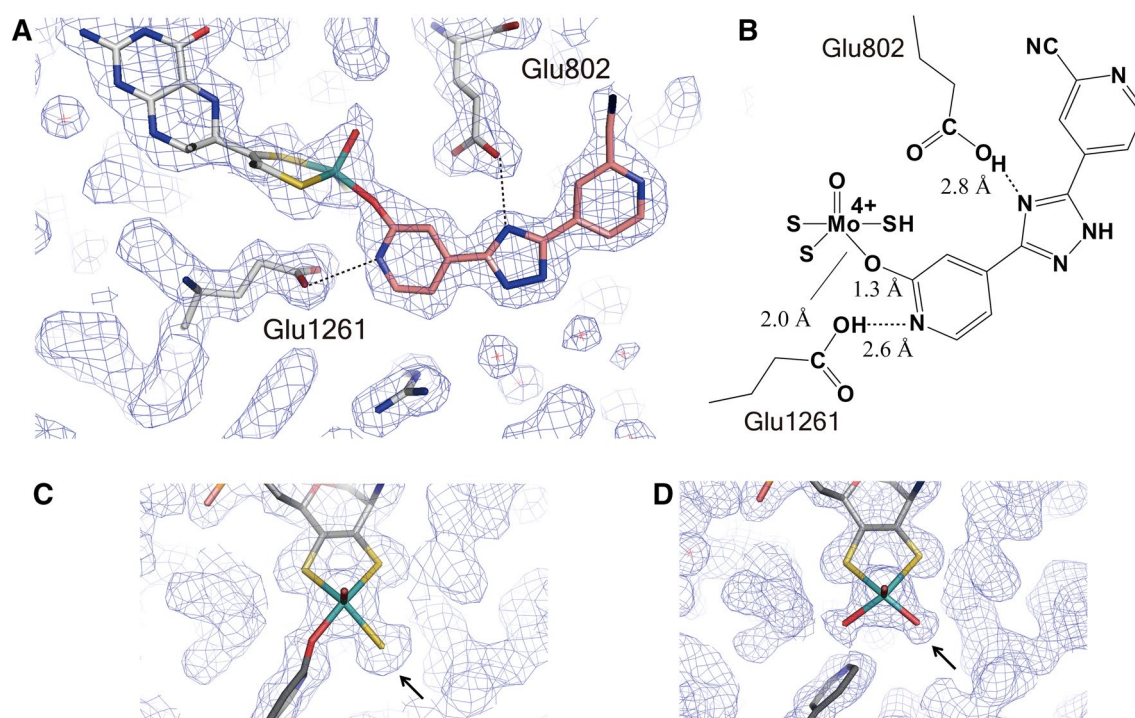 A
Glu802
Glu1261
B
Glu802
NC
N
C
O
O
H
2.8 Å
N
NH
N
O
4+
S
Mo
SH
S
O
1.3 Å
2.0 Å
OH
N
2.6 Å
C
O
Glu1261
C
D